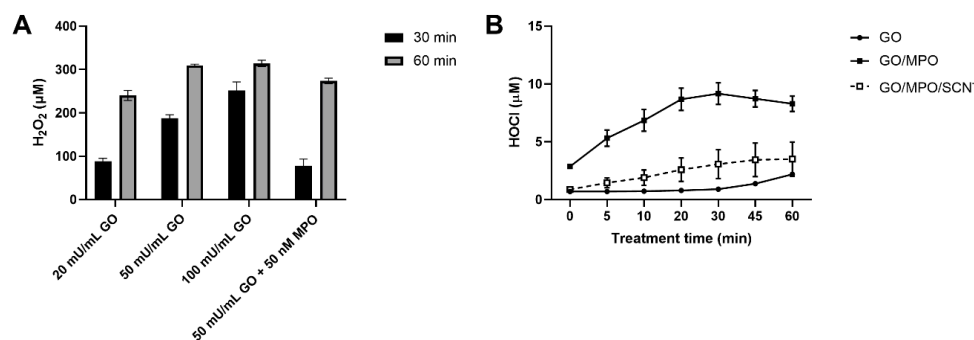 A
400
300
200
100
0
H₂O₂ (µM)
20 mU/mL GO
50 mU/mL GO
100 mU/mL GO
50 mU/mL GO + 50 nM MPO
30 min
60 min
B
15
10
5
0
HOCl (µM)
0 5 10 20 30 45 60
Treatment time (min)
GO
GO/MPO
GO/MPO/SCN⁻